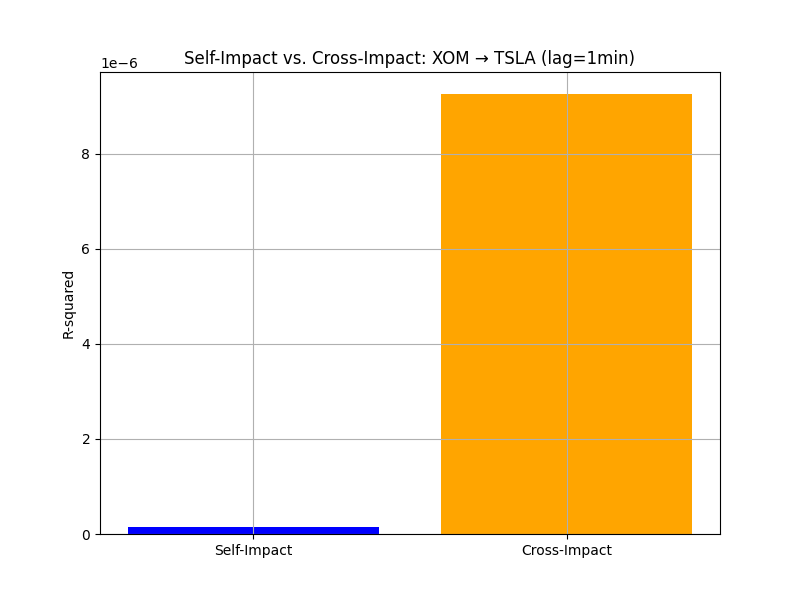 Self-Impact vs. Cross-Impact: XOM → TSLA (lag=1min)
1e−6
8
6
4
2
0
R-squared
Self-Impact
Cross-Impact